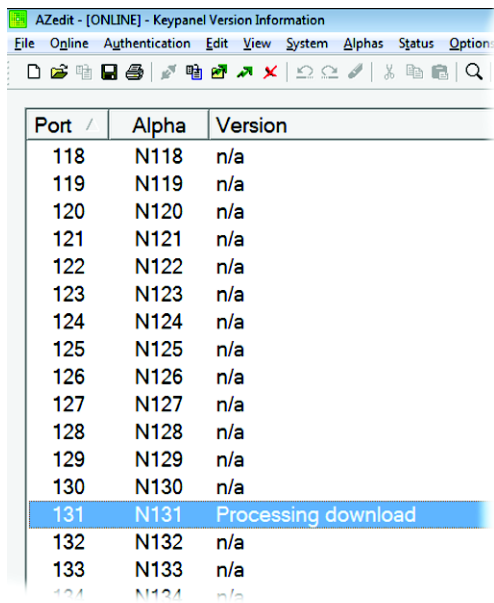 AZedit - [ONLINE] - Keypanel Version Information
File Online Authentication Edit View System Alphas Status Options
Port Alpha Version
118 N118 n/a
119 N119 n/a
120 N120 n/a
121 N121 n/a
122 N122 n/a
123 N123 n/a
124 N124 n/a
125 N125 n/a
126 N126 n/a
127 N127 n/a
128 N128 n/a
129 N129 n/a
130 N130 n/a
131 N131 Processing download
132 N132 n/a
133 N133 n/a
134 N134 n/a